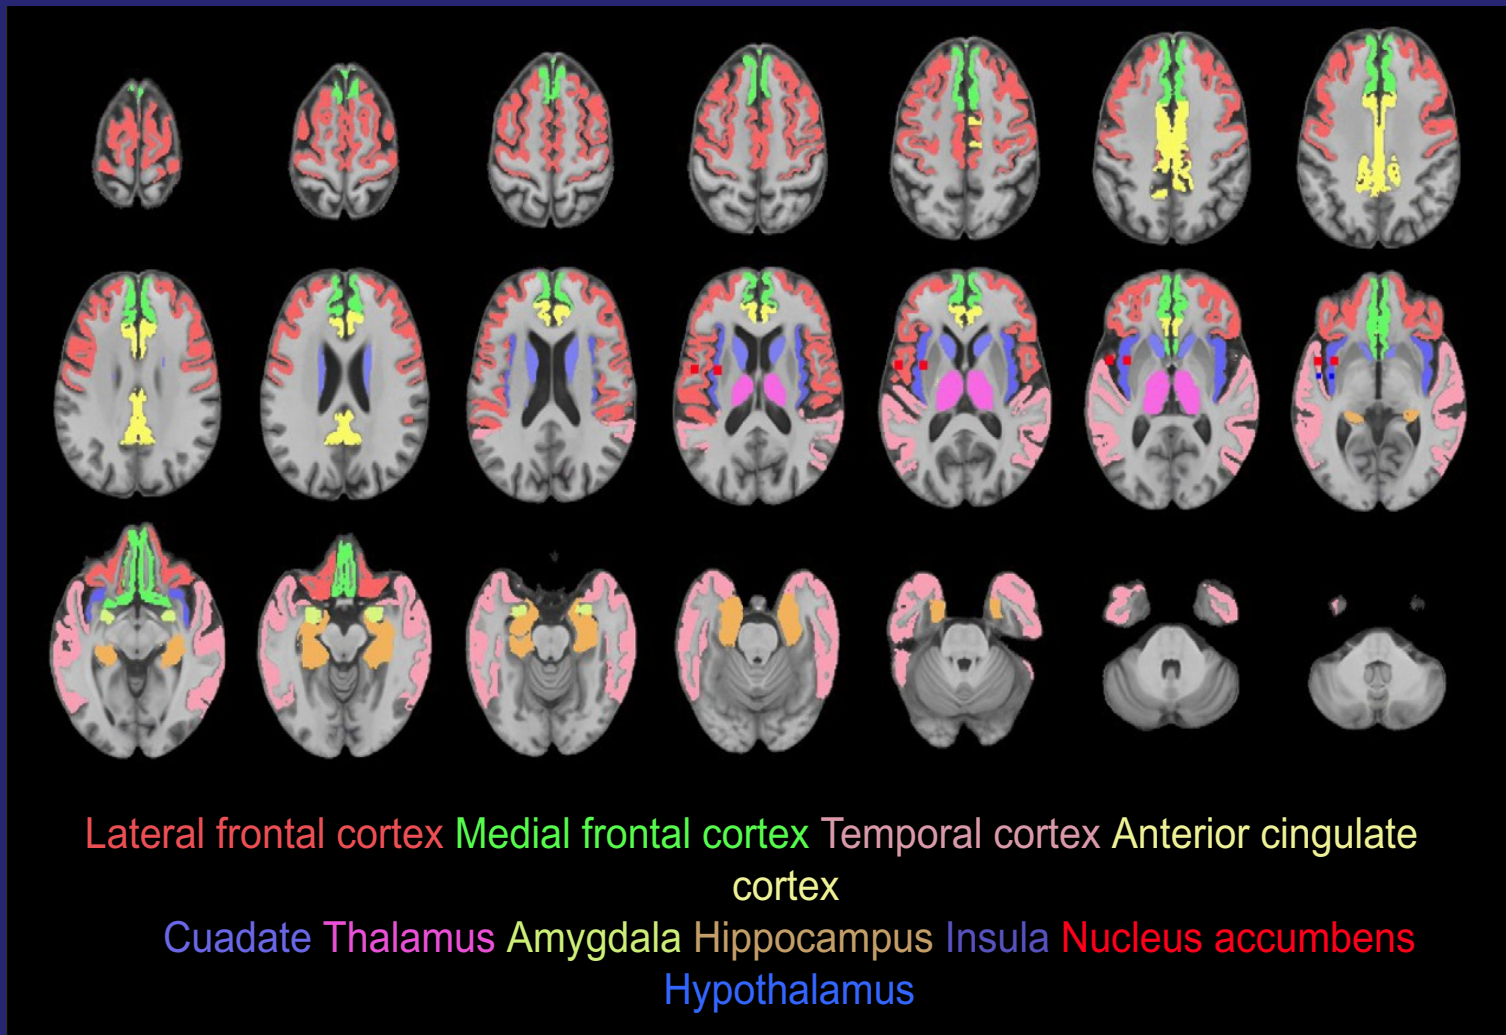 Lateral frontal cortex Medial frontal cortex Temporal cortex Anterior cingulate
cortex
Cuadate Thalamus Amygdala Hippocampus Insula Nucleus accumbens
Hypothalamus